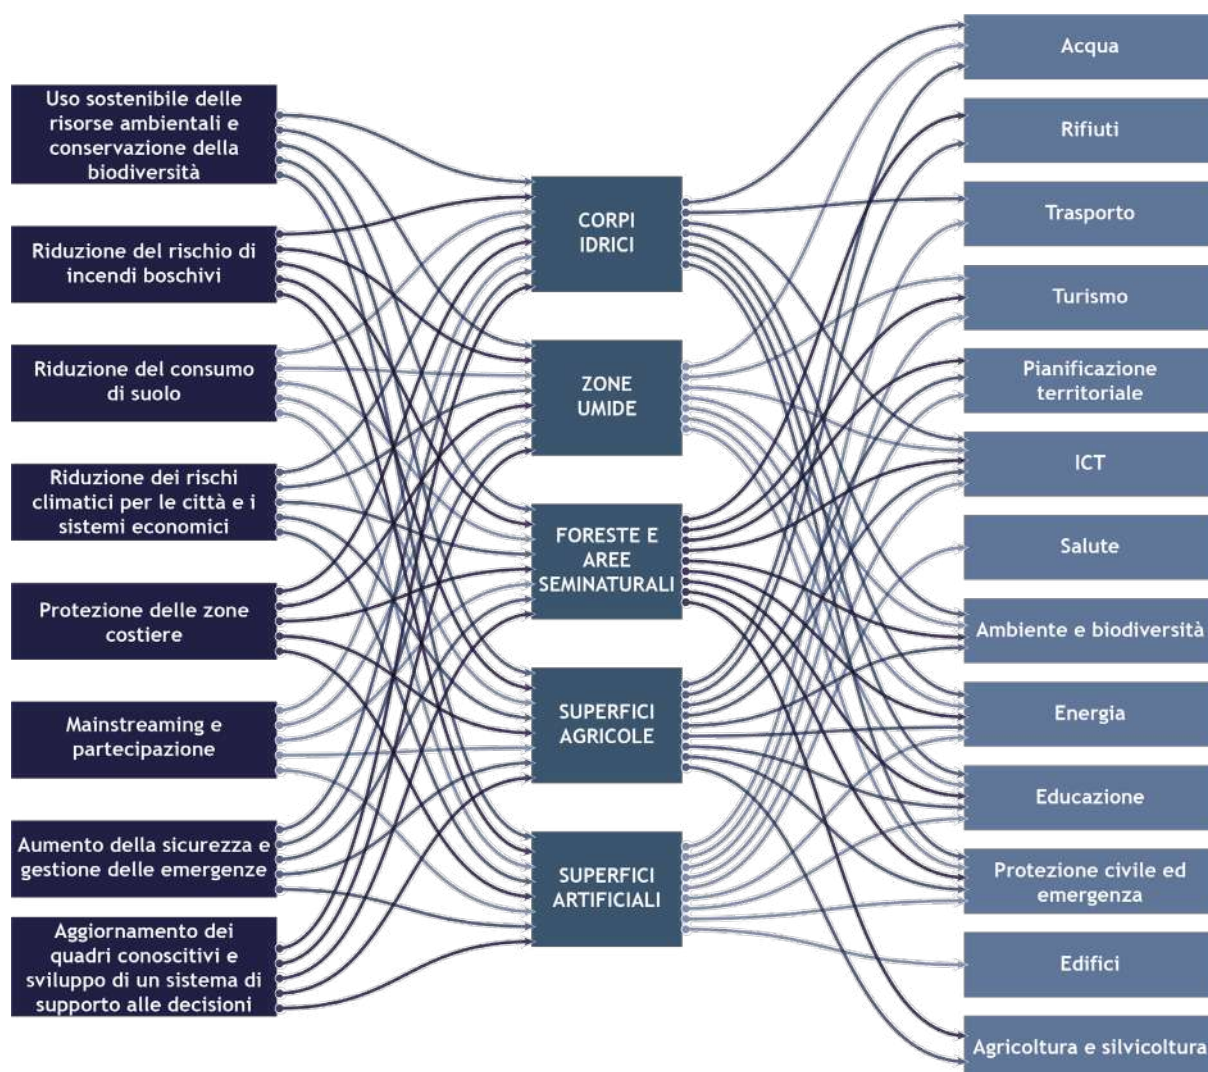 Uso sostenibile delle
risorse ambientali e
conservazione della
biodiversità
Riduzione del rischio di
incendi boschivi
Riduzione del consumo
di suolo
Riduzione dei rischi
climatici per le città e i
sistemi economici
Protezione delle zone
costiere
Mainstreaming e
partecipazione
Aumento della sicurezza e
gestione delle emergenze
Aggiornamento dei
quadri conoscitivi e
sviluppo di un sistema di
supporto alle decisioni
CORPI
IDRICI
ZONE
UMIDE
FORESTE E
AREE
SEMINATURALI
SUPERFICI
AGRICOLE
SUPERFICI
ARTIFICIALI
Acqua
Rifiuti
Trasporto
Turismo
Pianificazione
territoriale
ICT
Salute
Ambiente e biodiversità
Energia
Educazione
Protezione civile ed
emergenza
Edifici
Agricoltura e silvicoltura